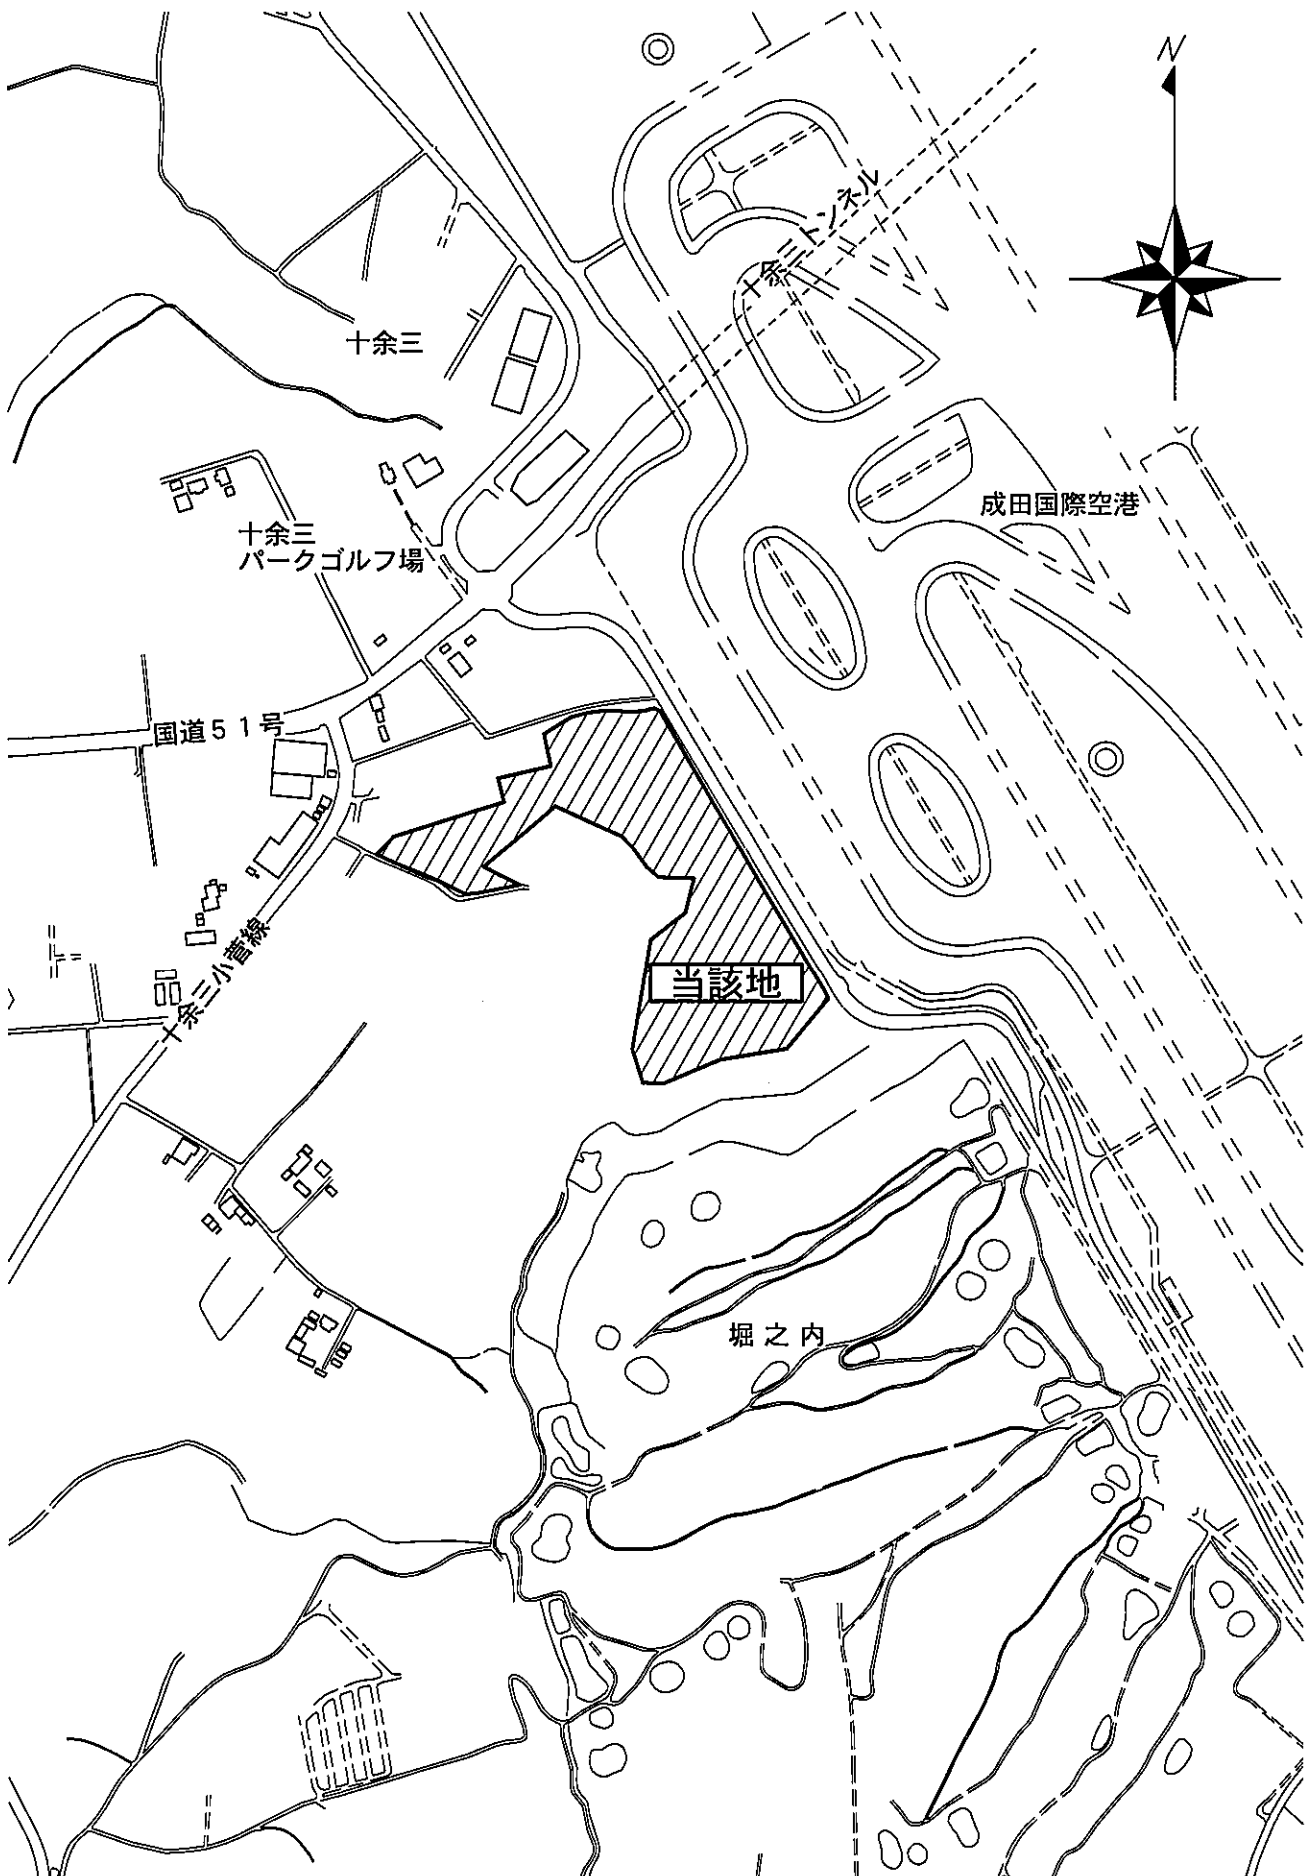 N
十余三トンネル
十余三
成田国際空港
十余三
パークゴルフ場
国道51号
十余三小菅線
当該地
堀之内